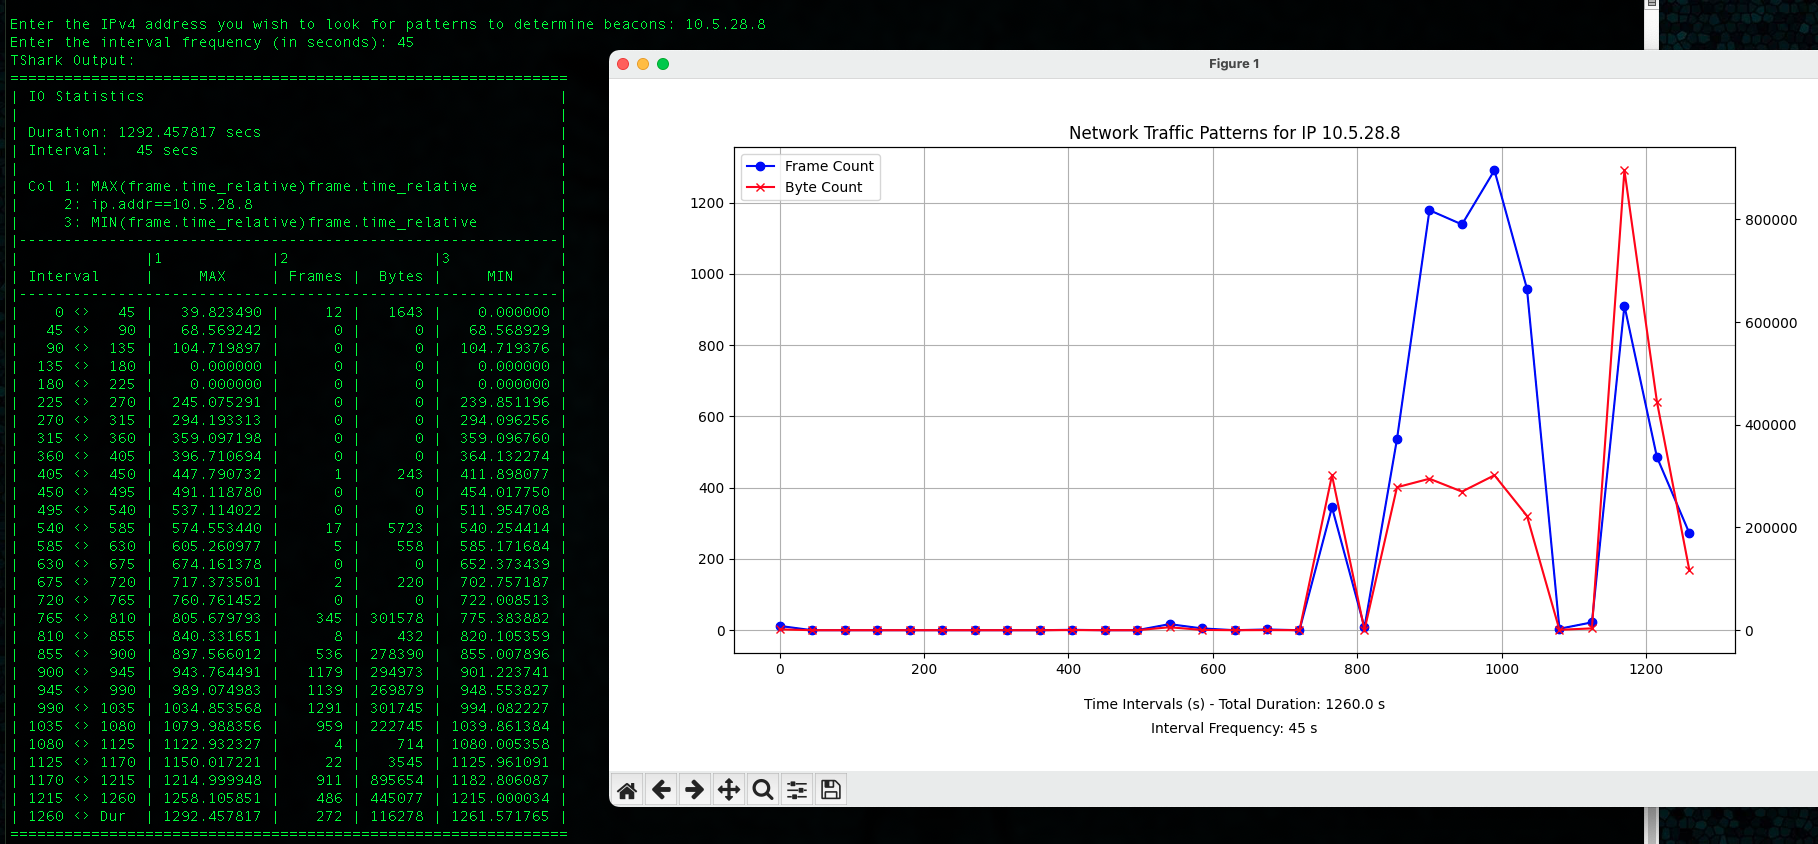 Enter the IPv4 address you wish to look for patterns to determine beacons: 10.5.28.8
Enter the interval frequency (in seconds): 45
TShark Output:
==============================================================
| IO Statistics |
| |
| Duration: 1292.457817 secs |
| Interval: 45 secs |
| |
| Col 1: MAX(frame.time_relative)frame.time_relative |
| 2: ip.addr==10.5.28.8 |
| 3: MIN(frame.time_relative)frame.time_relative |
|------------------------------------------------------------|
| |1 |2 |3 |
| Interval | MAX | Frames | Bytes | MIN |
|------------------------------------------------------------|
| 0 <> 45 | 39.823490 | 12 | 1643 | 0.000000 |
| 45 <> 90 | 68.569242 | 0 | 0 | 68.568929 |
| 90 <> 135 | 104.719897 | 0 | 0 | 104.719376 |
| 135 <> 180 | 0.000000 | 0 | 0 | 0.000000 |
| 180 <> 225 | 0.000000 | 0 | 0 | 0.000000 |
| 225 <> 270 | 245.075291 | 0 | 0 | 239.851196 |
| 270 <> 315 | 294.193313 | 0 | 0 | 294.096256 |
| 315 <> 360 | 359.097198 | 0 | 0 | 359.096760 |
| 360 <> 405 | 396.710694 | 0 | 0 | 364.132274 |
| 405 <> 450 | 447.790732 | 1 | 243 | 411.898077 |
| 450 <> 495 | 491.118780 | 0 | 0 | 454.017750 |
| 495 <> 540 | 537.114022 | 0 | 0 | 511.954708 |
| 540 <> 585 | 574.553440 | 17 | 5723 | 540.254414 |
| 585 <> 630 | 605.260977 | 5 | 558 | 585.171684 |
| 630 <> 675 | 674.161378 | 0 | 0 | 652.373439 |
| 675 <> 720 | 717.373501 | 2 | 220 | 702.757187 |
| 720 <> 765 | 760.761452 | 0 | 0 | 722.008513 |
| 765 <> 810 | 805.679793 | 345 | 301578 | 775.383882 |
| 810 <> 855 | 840.331651 | 8 | 432 | 820.105359 |
| 855 <> 900 | 897.566012 | 536 | 278390 | 855.007896 |
| 900 <> 945 | 943.764491 | 1179 | 294973 | 901.223741 |
| 945 <> 990 | 989.074983 | 1139 | 269879 | 948.553827 |
| 990 <> 1035 | 1034.853568 | 1291 | 301745 | 994.082227 |
| 1035 <> 1080 | 1079.988356 | 959 | 222745 | 1039.861384 |
| 1080 <> 1125 | 1122.932327 | 4 | 714 | 1080.005358 |
| 1125 <> 1170 | 1150.017221 | 22 | 3545 | 1125.961091 |
| 1170 <> 1215 | 1214.999948 | 911 | 895654 | 1182.806087 |
| 1215 <> 1260 | 1258.105851 | 486 | 445077 | 1215.000034 |
| 1260 <> Dur | 1292.457817 | 272 | 116278 | 1261.571765 |
==============================================================
Figure 1
Network Traffic Patterns for IP 10.5.28.8
Frame Count
Byte Count
1200
1000
800
600
400
200
0
800000
600000
400000
200000
0
0 200 400 600 800 1000 1200
Time Intervals (s) - Total Duration: 1260.0 s
Interval Frequency: 45 s